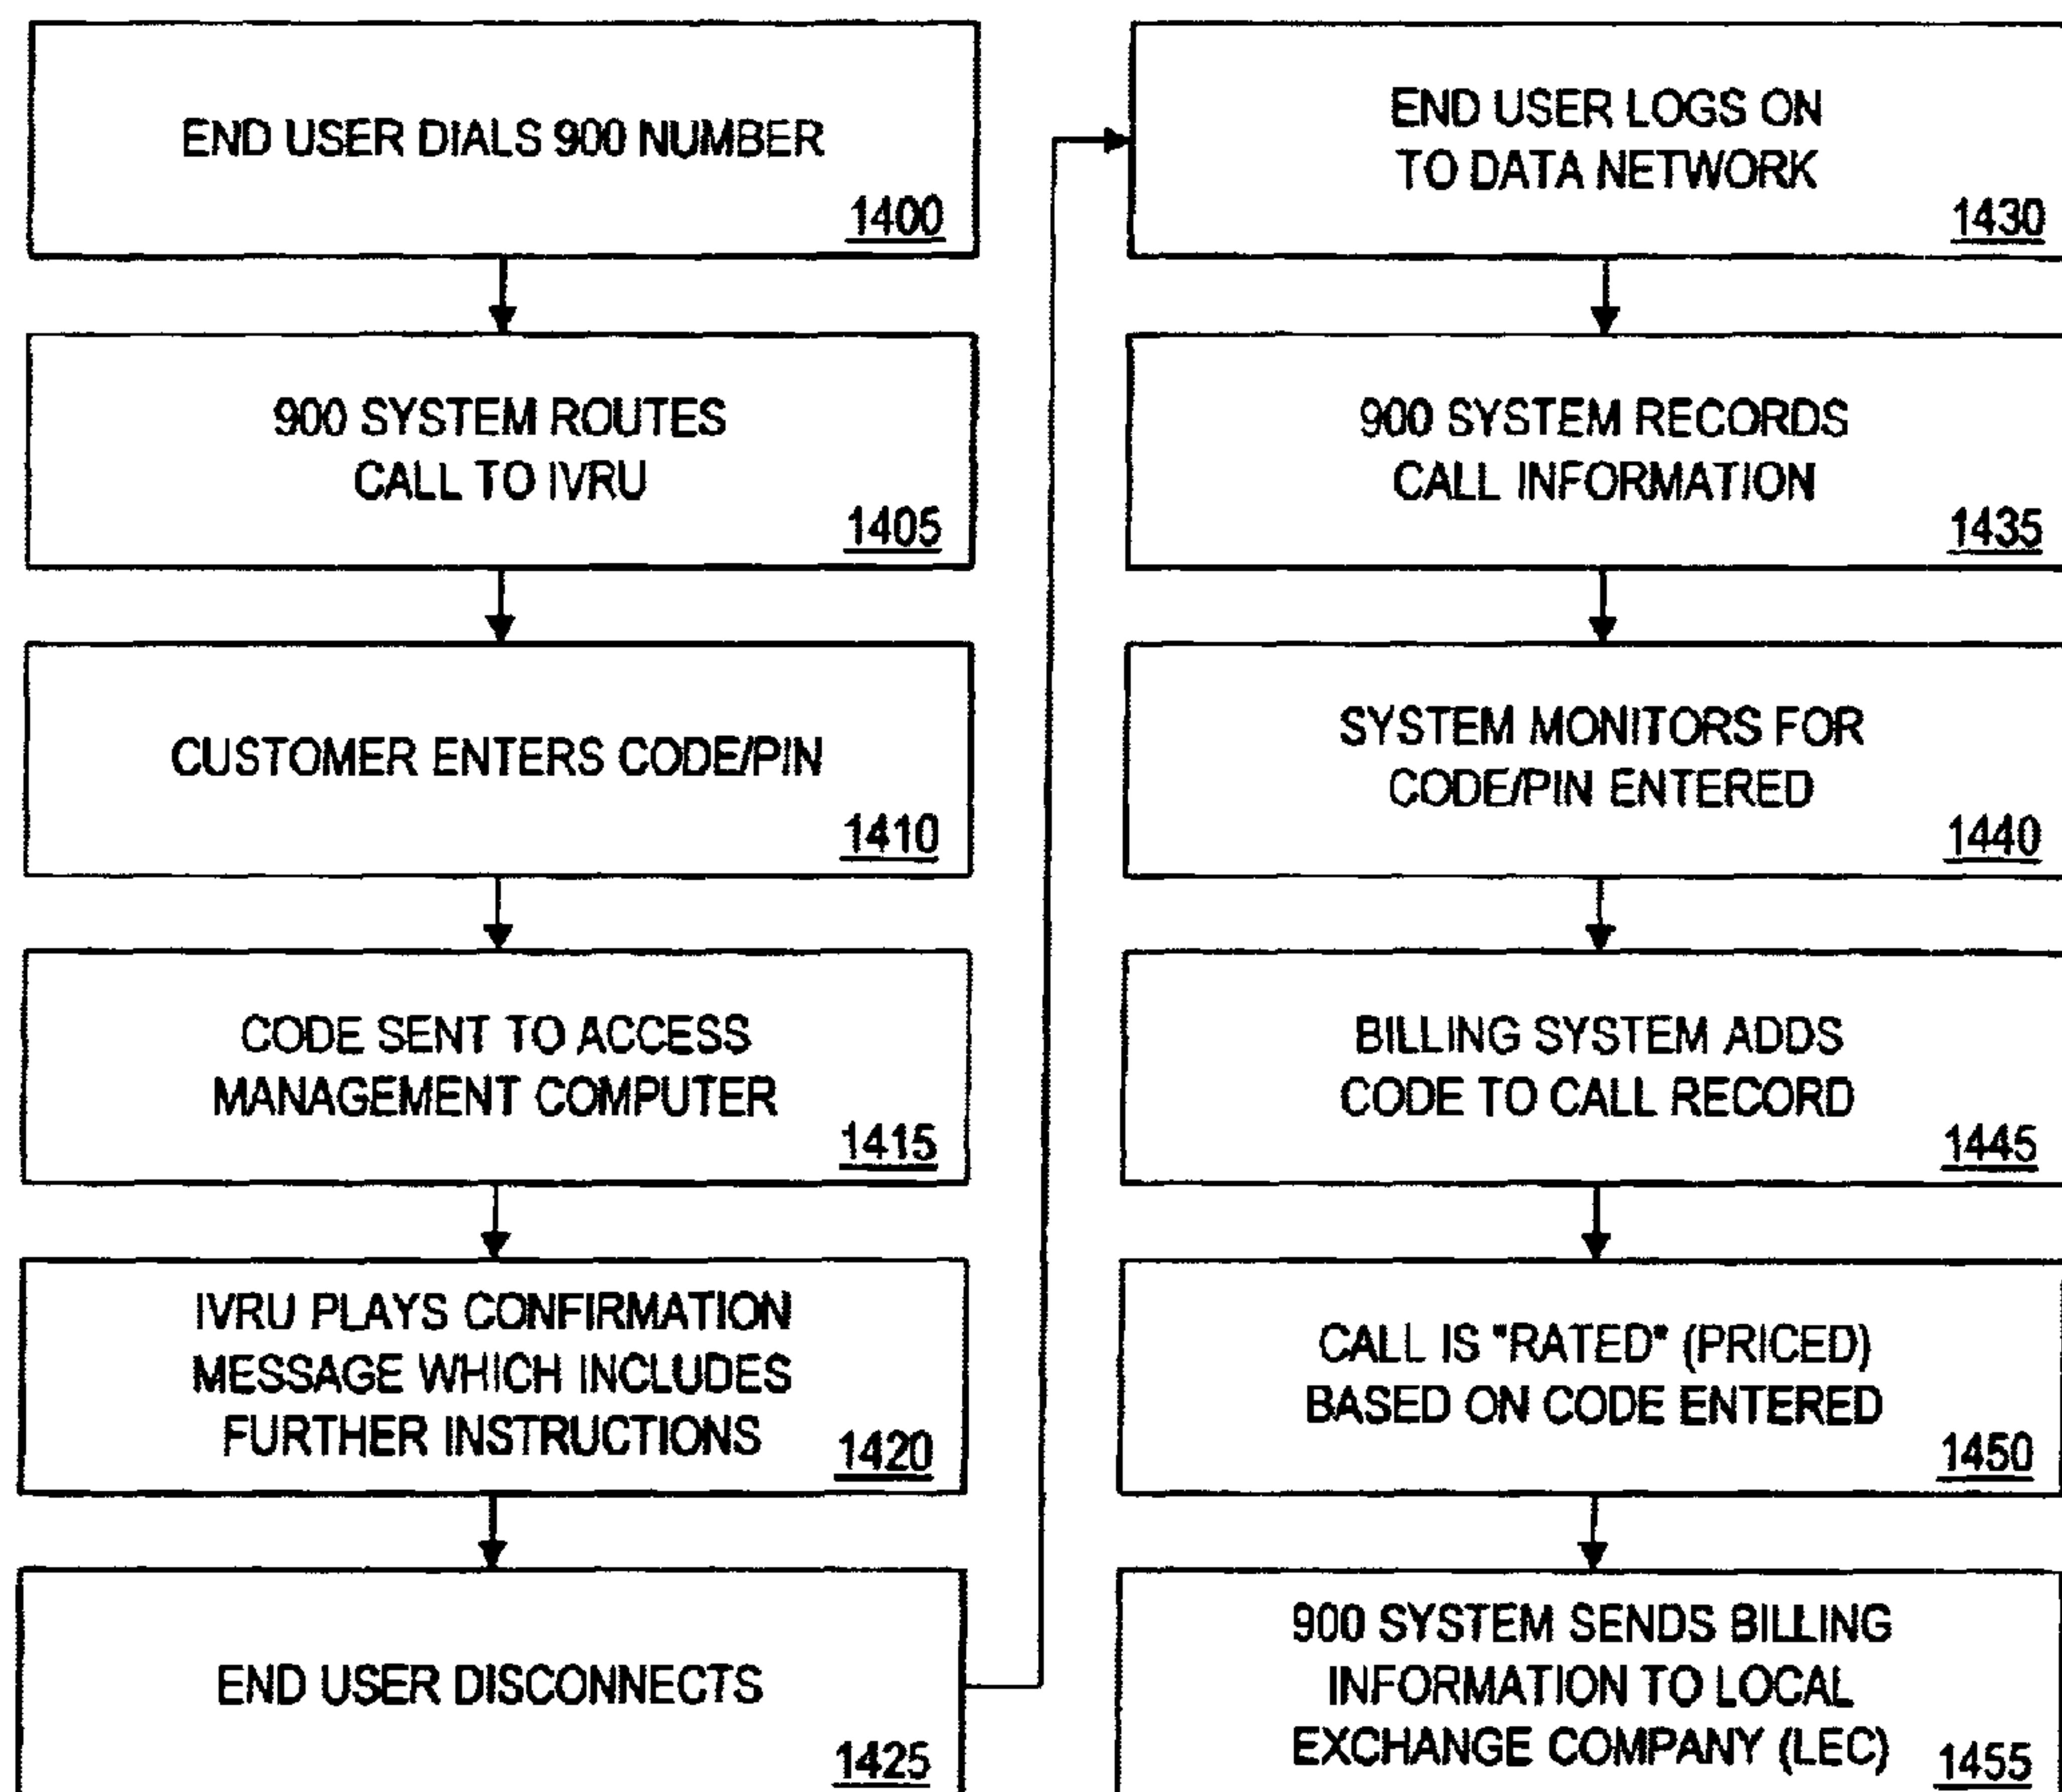 END USER DIALS 900 NUMBER
1400
900 SYSTEM ROUTES
CALL TO IVRU
1405
CUSTOMER ENTERS CODE/PIN
1410
CODE SENT TO ACCESS
MANAGEMENT COMPUTER
1415
IVRU PLAYS CONFIRMATION
MESSAGE WHICH INCLUDES
FURTHER INSTRUCTIONS
1420
END USER DISCONNECTS
1425
END USER LOGS ON
TO DATA NETWORK
1430
900 SYSTEM RECORDS
CALL INFORMATION
1435
SYSTEM MONITORS FOR
CODE/PIN ENTERED
1440
BILLING SYSTEM ADDS
CODE TO CALL RECORD
1445
CALL IS "RATED" (PRICED)
BASED ON CODE ENTERED
1450
900 SYSTEM SENDS BILLING
INFORMATION TO LOCAL
EXCHANGE COMPANY (LEC)
1455